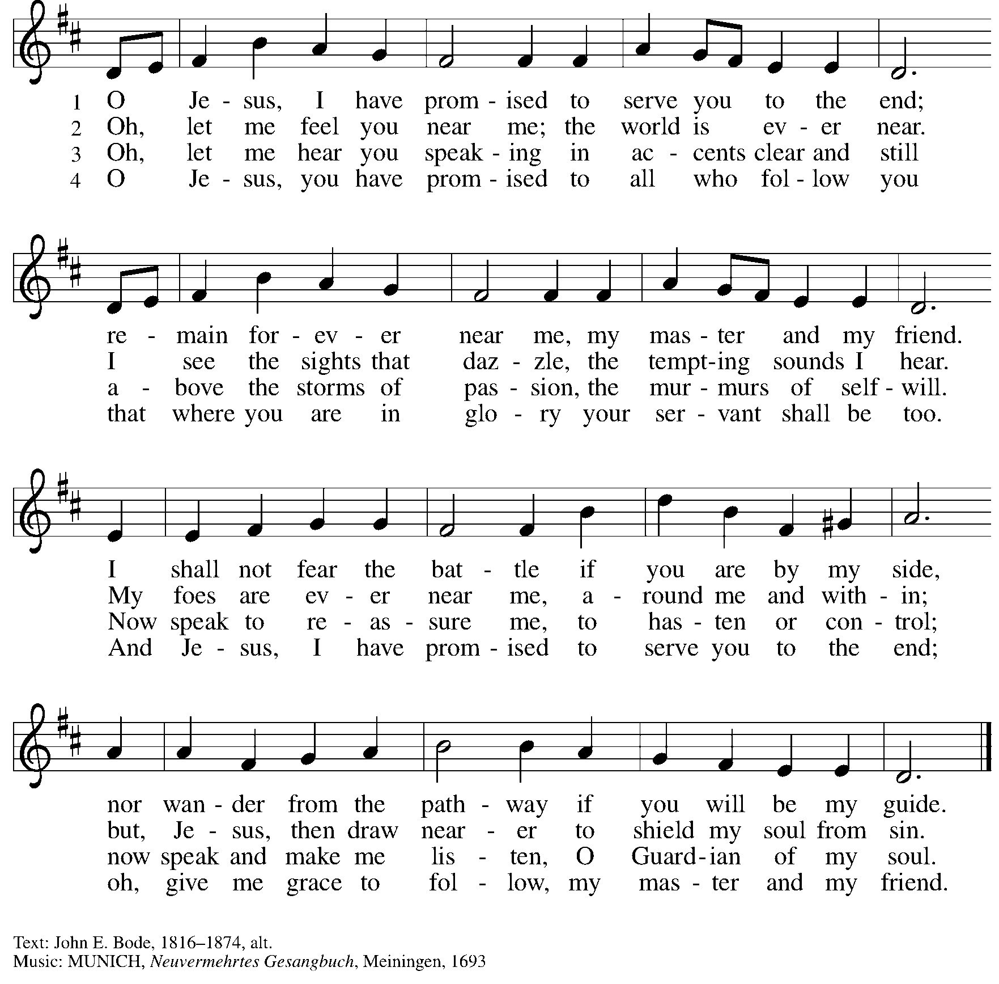 1 O Je - sus, I have prom - ised to serve you to the end;
2 Oh, let me feel you near me; the world is ev - er near.
3 Oh, let me hear you speak - ing in ac - cents clear and still
4 O Je - sus, you have prom - ised to all who fol - low you
re - main for - ev - er near me, my mas - ter and my friend.
I see the sights that daz - zle, the tempt-ing sounds I hear.
a - bove the storms of pas - sion, the mur - murs of self - will.
that where you are in glo - ry your ser - vant shall be too.
I shall not fear the bat - tle if you are by my side,
My foes are ev - er near me, a - round me and with - in;
Now speak to re - as - sure me, to has - ten or con - trol;
And Je - sus, I have prom - ised to serve you to the end;
nor wan - der from the path - way if you will be my guide.
but, Je - sus, then draw near - er to shield my soul from sin.
now speak and make me lis - ten, O Guard-ian of my soul.
oh, give me grace to fol - low, my mas - ter and my friend.
Text: John E. Bode, 1816–1874, alt.
Music: MUNICH, Neuvermehrtes Gesangbuch, Meiningen, 1693